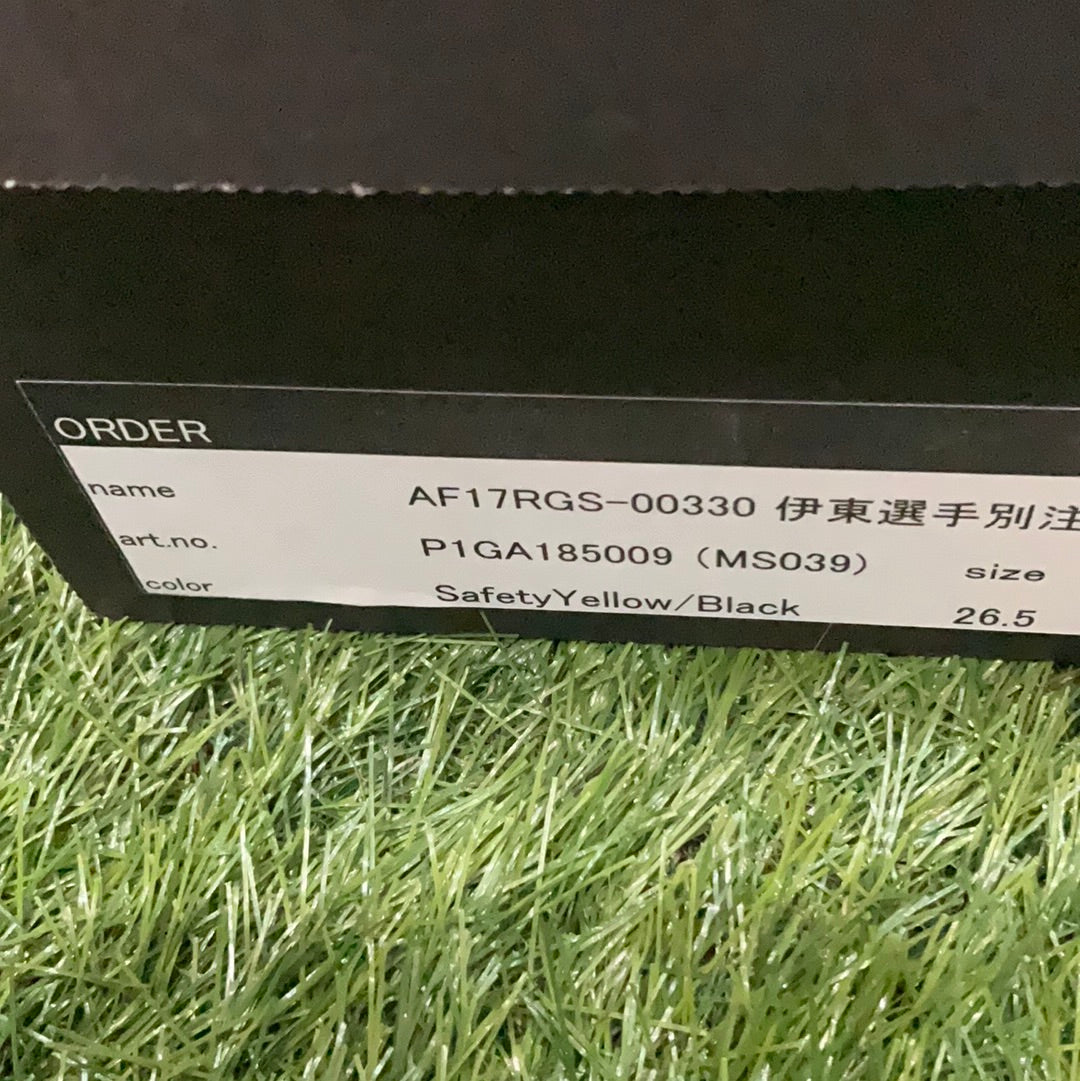 ORDER
name AF17RGS-00330 伊東選手別注
art.no. P1GA185009 (MS039) size
color SafetyYellow/Black 26.5